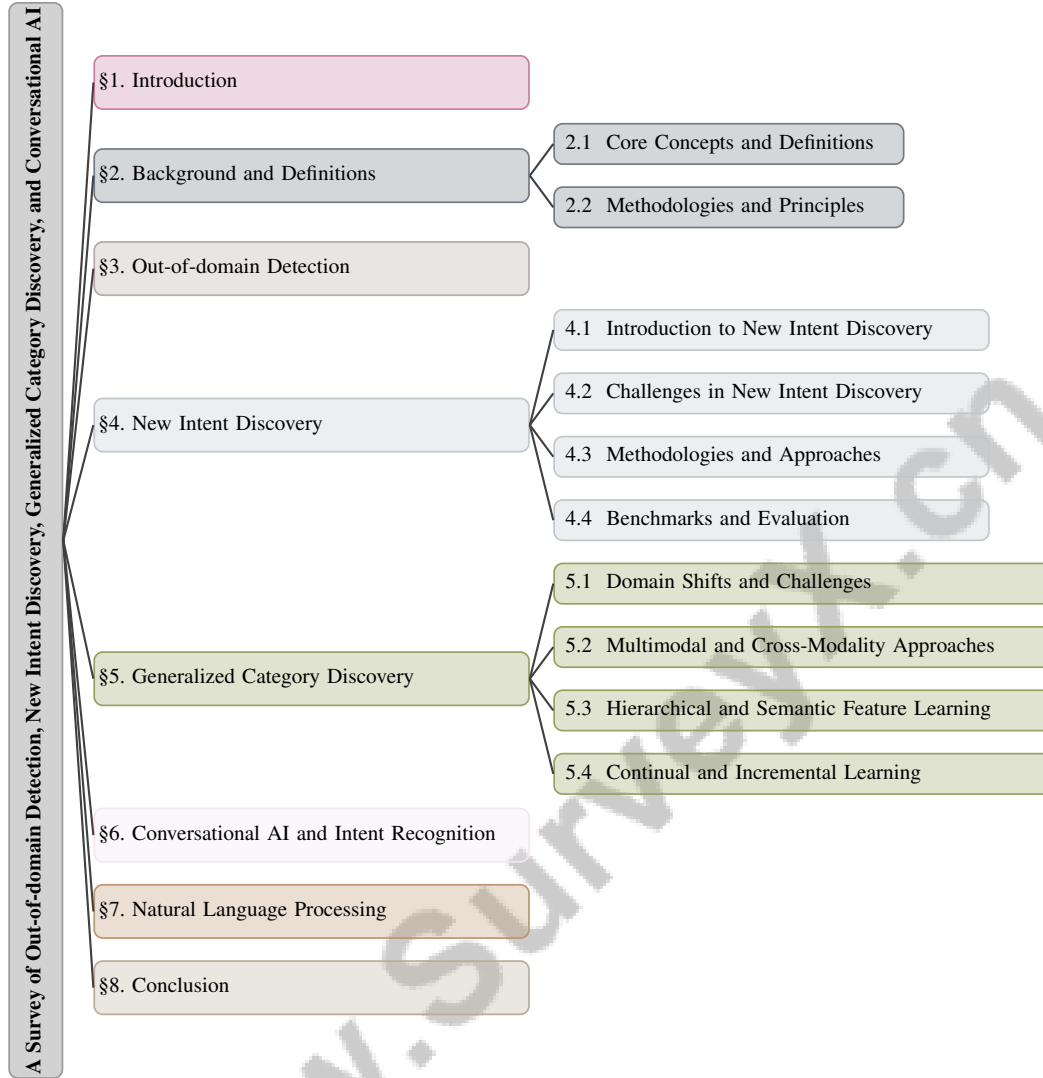 A Survey of Out-of-domain Detection, New Intent Discovery, Generalized Category Discovery, and Conversational AI
§1. Introduction
§2. Background and Definitions
2.1 Core Concepts and Definitions
2.2 Methodologies and Principles
§3. Out-of-domain Detection
§4. New Intent Discovery
4.1 Introduction to New Intent Discovery
4.2 Challenges in New Intent Discovery
4.3 Methodologies and Approaches
4.4 Benchmarks and Evaluation
§5. Generalized Category Discovery
5.1 Domain Shifts and Challenges
5.2 Multimodal and Cross-Modality Approaches
5.3 Hierarchical and Semantic Feature Learning
5.4 Continual and Incremental Learning
§6. Conversational AI and Intent Recognition
§7. Natural Language Processing
§8. Conclusion
w.Surveyx.cn